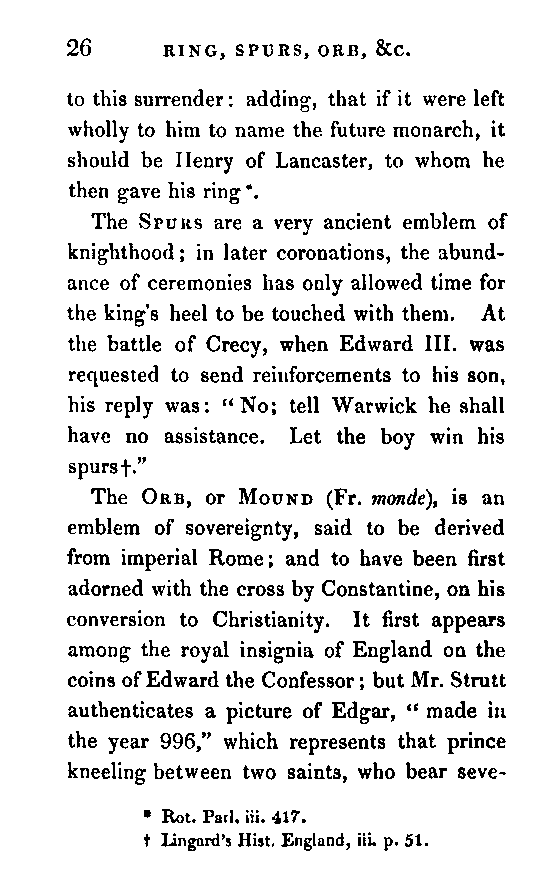 26 RING, SPURS, ORB, &c.
to this surrender: adding, that if it were left
wholly to him to name the future monarch, it
should be Henry of Lancaster, to whom he
then gave his ring *.
The SPURS are a very ancient emblem of
knighthood; in later coronations, the abund-
ance of ceremonies has only allowed time for
the king's heel to be touched with them. At
the battle of Crecy, when Edward III. was
requested to send reinforcements to his son,
his reply was: “ No; tell Warwick he shall
have no assistance. Let the boy win his
spurs†.”
The ORB, or MOUND (Fr. monde), is an
emblem of sovereignty, said to be derived
from imperial Rome; and to have been first
adorned with the cross by Constantine, on his
conversion to Christianity. It first appears
among the royal insignia of England on the
coins of Edward the Confessor; but Mr. Strutt
authenticates a picture of Edgar, “ made in
the year 996,” which represents that prince
kneeling between two saints, who bear seve-
* Rot. Parl. iii. 417.
† Lingard's Hist. England, iii. p. 51.